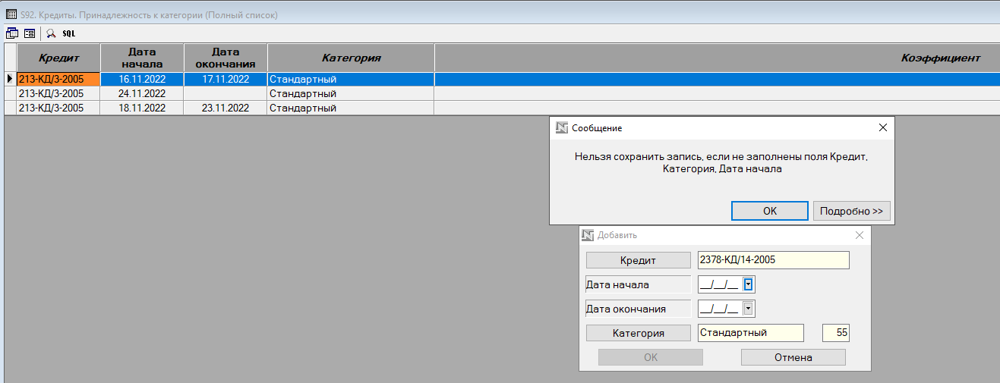 S92. Кредиты. Принадлежность к категории (Полный список)
SQL
Кредит Дата начала Дата окончания Категория Коэффициент
213-КД/3-2005 16.11.2022 17.11.2022 Стандартный
213-КД/3-2005 24.11.2022 Стандартный
213-КД/3-2005 18.11.2022 23.11.2022 Стандартный
Сообщение
Нельзя сохранить запись, если не заполнены поля Кредит,
Категория, Дата начала
OK Подробно >>
Добавить
Кредит 2378-КД/14-2005
Дата начала __/__/__
Дата окончания __/__/__
Категория Стандартный 55
OK Отмена